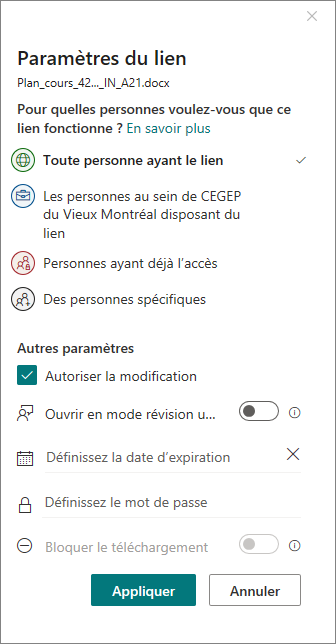 Paramètres du lien
Plan_cours_42..._IN_A21.docx
Pour quelles personnes voulez-vous que ce
lien fonctionne ? En savoir plus
Toute personne ayant le lien
Les personnes au sein de CEGEP
du Vieux Montréal disposant du
lien
Personnes ayant déjà l’accès
Des personnes spécifiques
Autres paramètres
Autoriser la modification
Ouvrir en mode révision u...
Définissez la date d’expiration
Définissez le mot de passe
Bloquer le téléchargement
Appliquer
Annuler